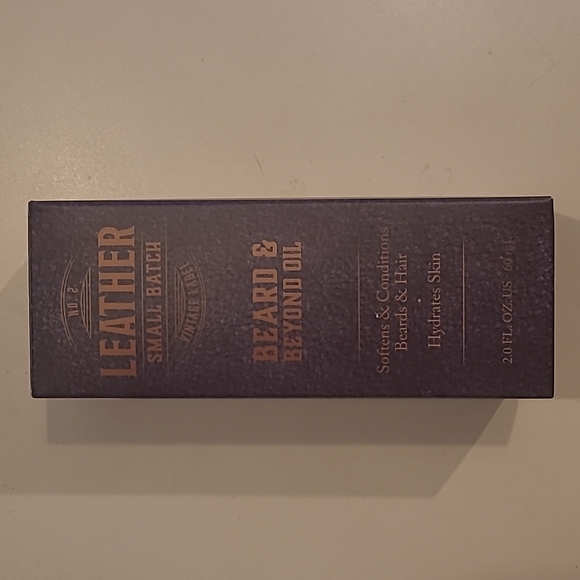 NO. 2
LEATHER
SMALL BATCH
VINTAGE LABEL
BEARD &
BEYOND OIL
Softens & Conditions
Beards & Hair
Hydrates Skin
2.0 FL. OZ. US / 60 mL